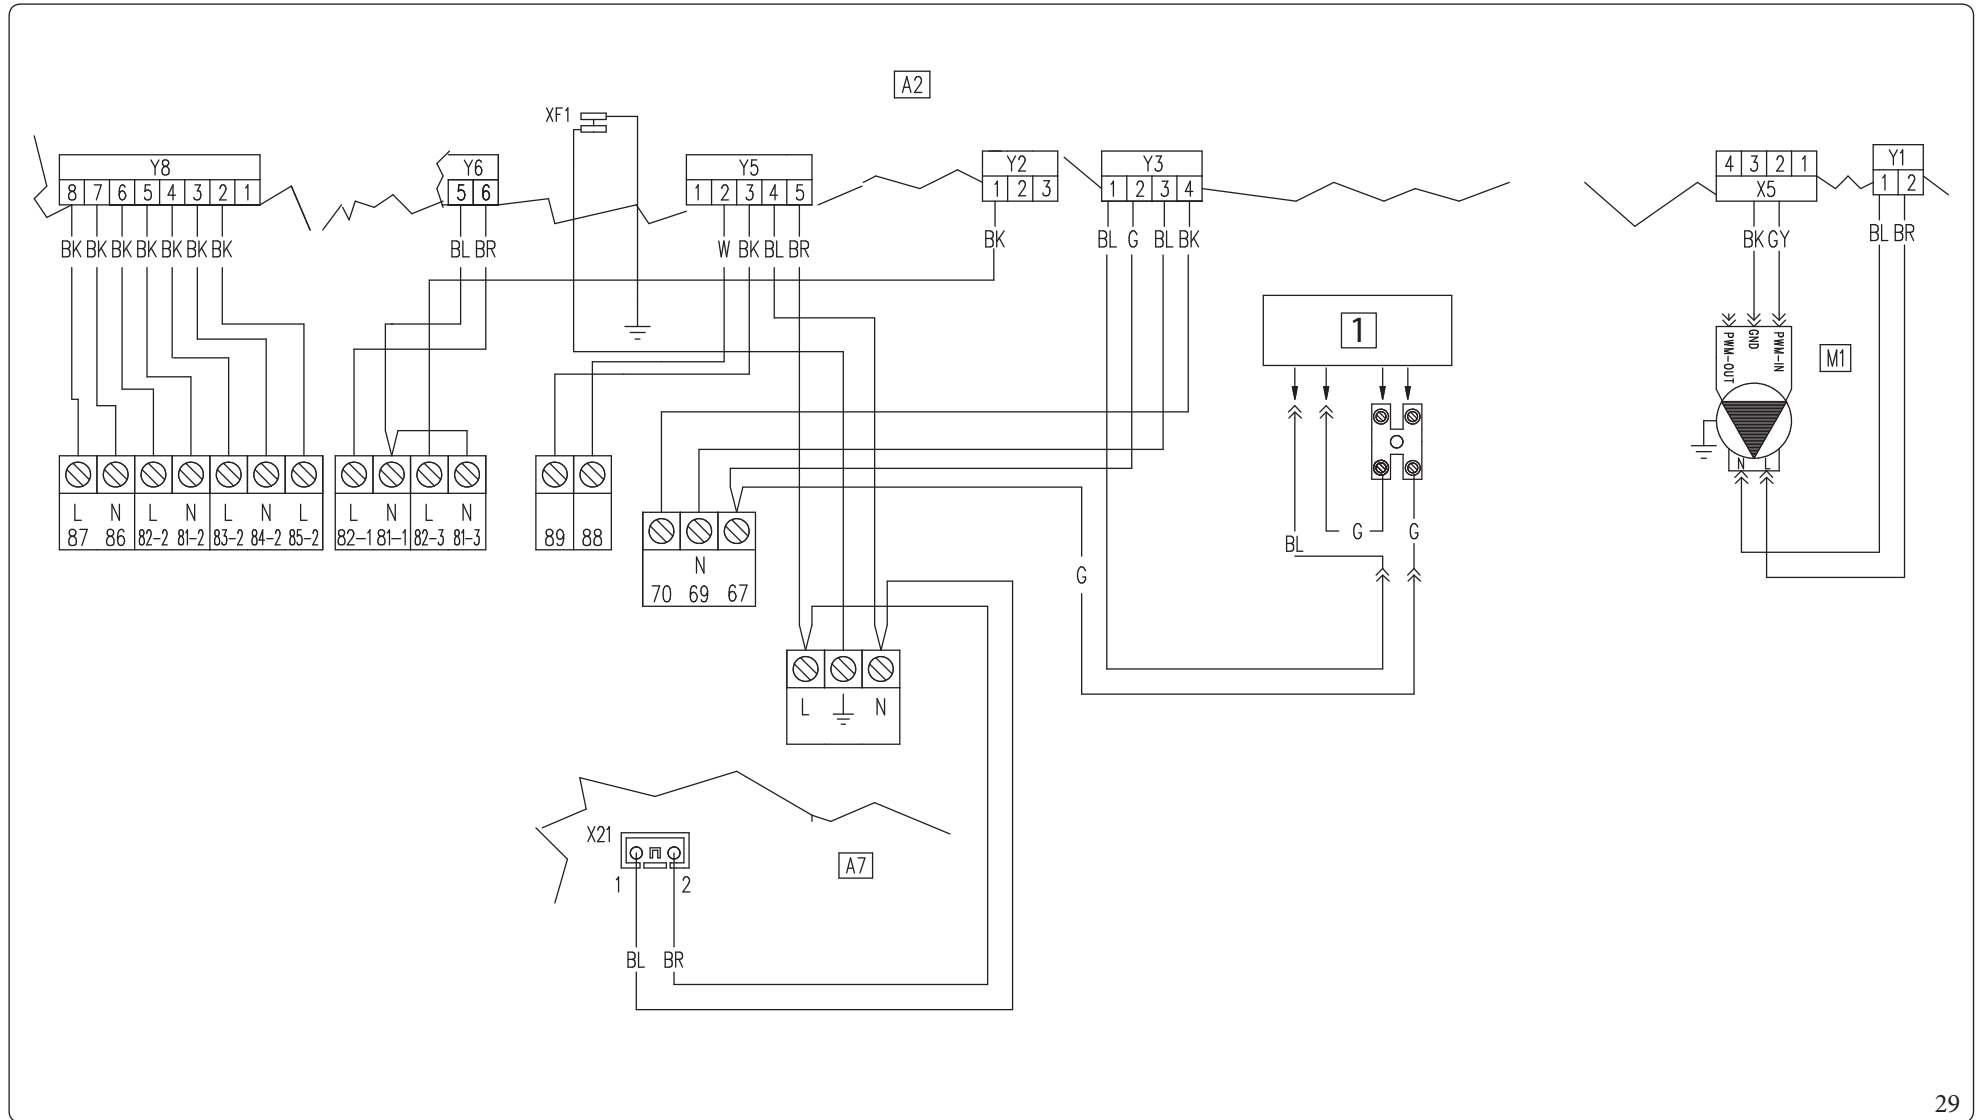 A2
XF1
Y8
8 7 6 5 4 3 2 1
Y6
5 6
Y5
1 2 3 4 5
Y2
1 2 3
Y3
1 2 3 4
4 3 2 1
X5
Y1
1 2
BK BK BK BK BK BK BK
BL BR
W BK BL BR
BK
BL G BL BK
BK GY
BL BR
1
PWM-OUT
GND
PWM-IN
M1
N L
L N L N L N L
87 86 82-2 81-2 83-2 84-2 85-2
L N L N
82-1 81-1 82-3 81-3
89 88
N
70 69 67
BL
G
G
G
L N
X21
A7
1 2
BL BR
29